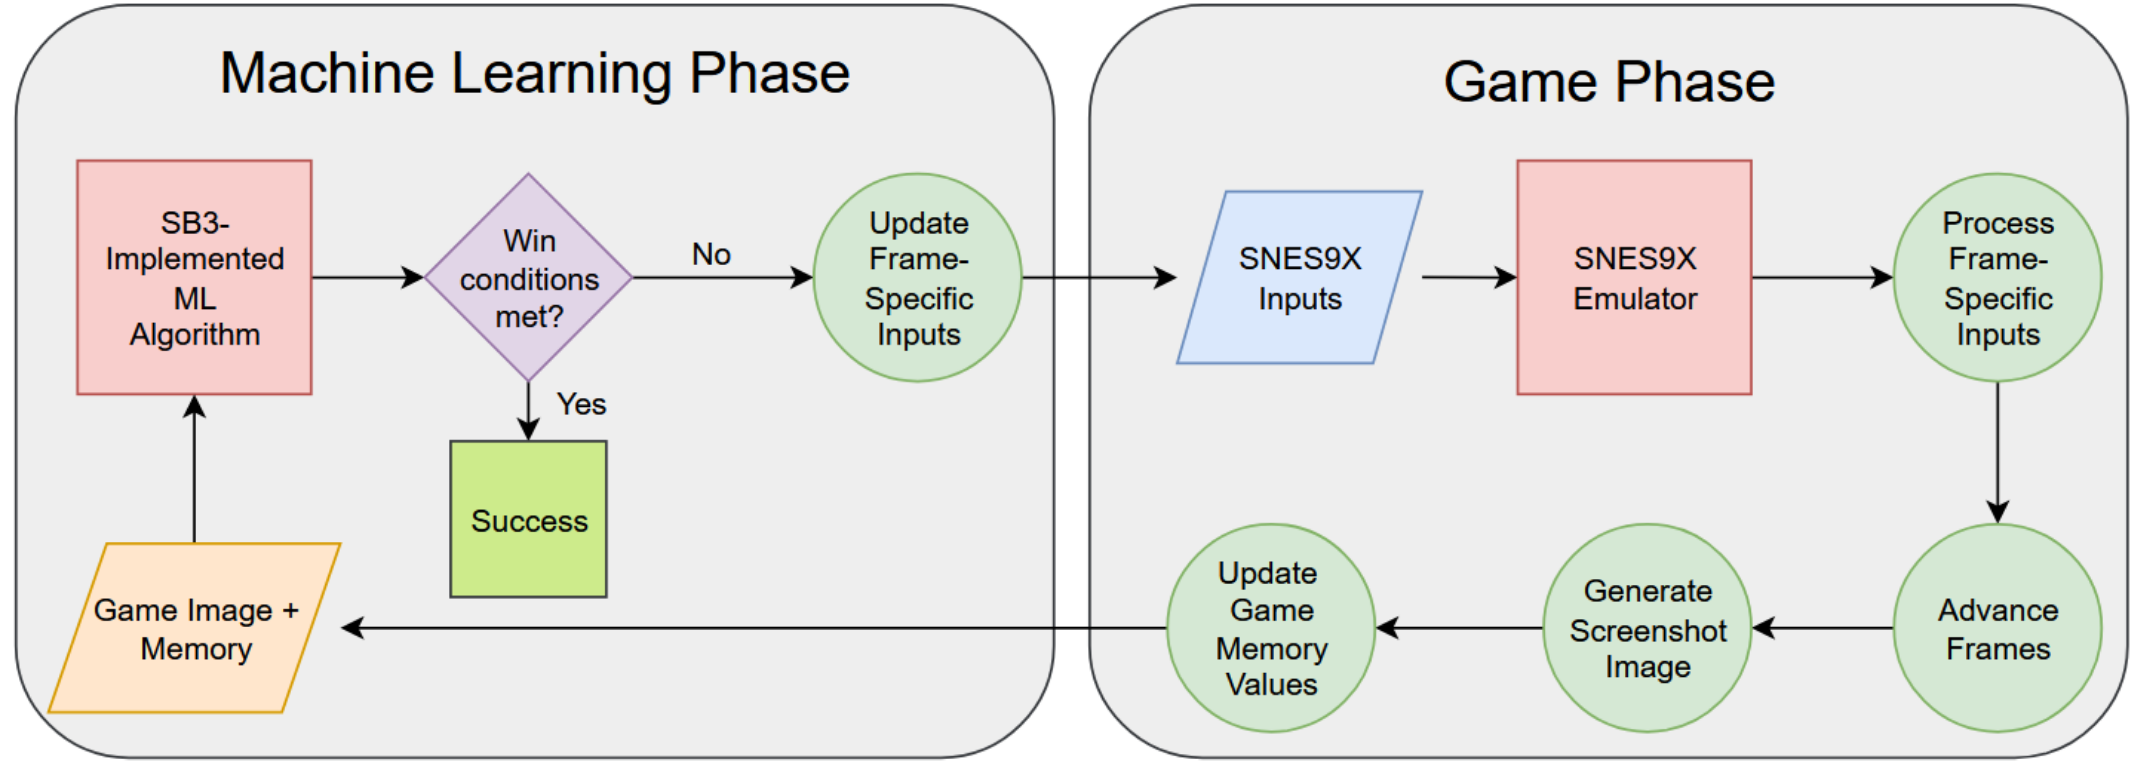 Machine Learning Phase
SB3-
Implemented
ML
Algorithm
Win
conditions
met?
No
Yes
Update
Frame-
Specific
Inputs
Success
Game Image +
Memory
Game Phase
SNES9X
Inputs
SNES9X
Emulator
Process
Frame-
Specific
Inputs
Advance
Frames
Generate
Screenshot
Image
Update
Game
Memory
Values